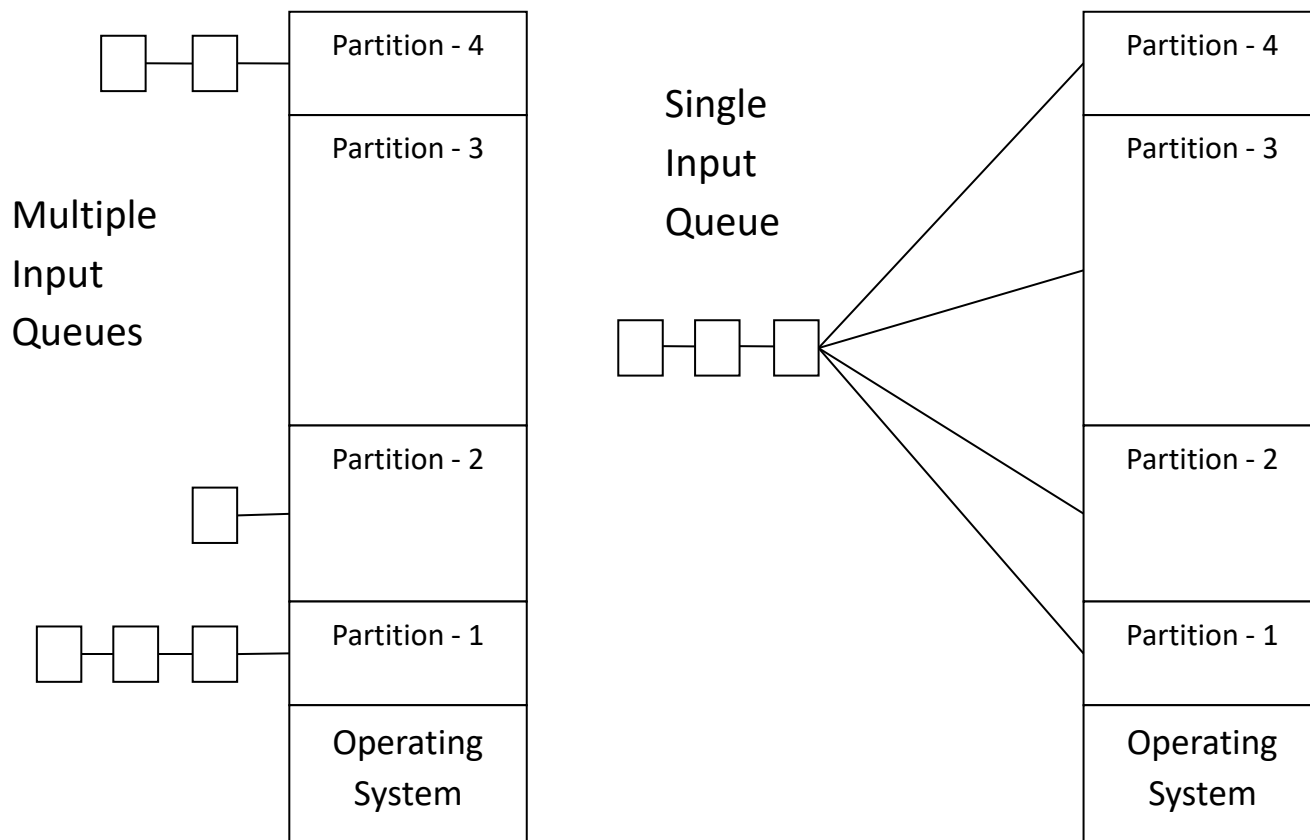 Partition - 4
Partition - 3
Multiple
Input
Queues
Partition - 2
Partition - 1
Operating
System
Single
Input
Queue
Partition - 4
Partition - 3
Partition - 2
Partition - 1
Operating
System